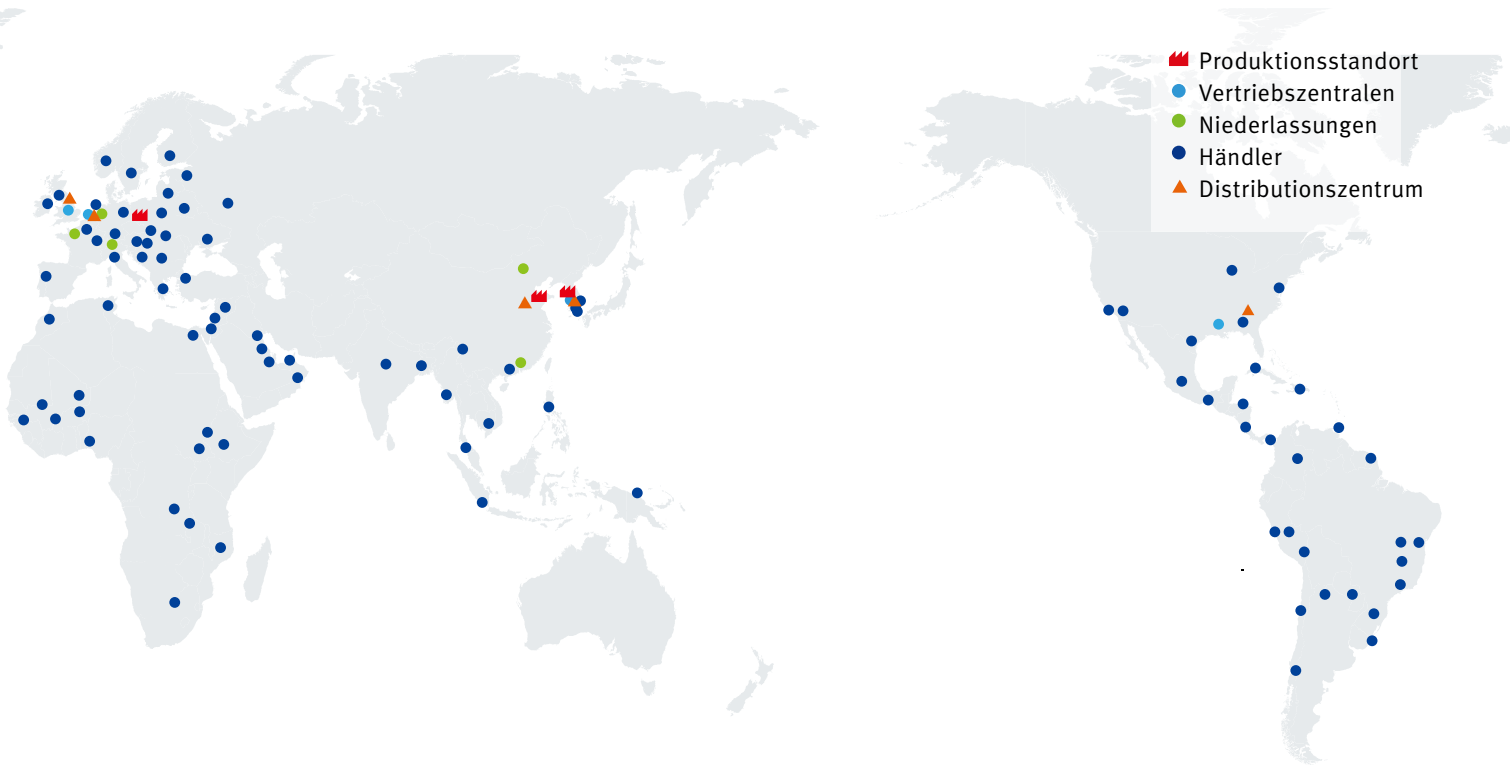 Produktionsstandort
Vertriebszentralen
Niederlassungen
Händler
Distributionszentrum